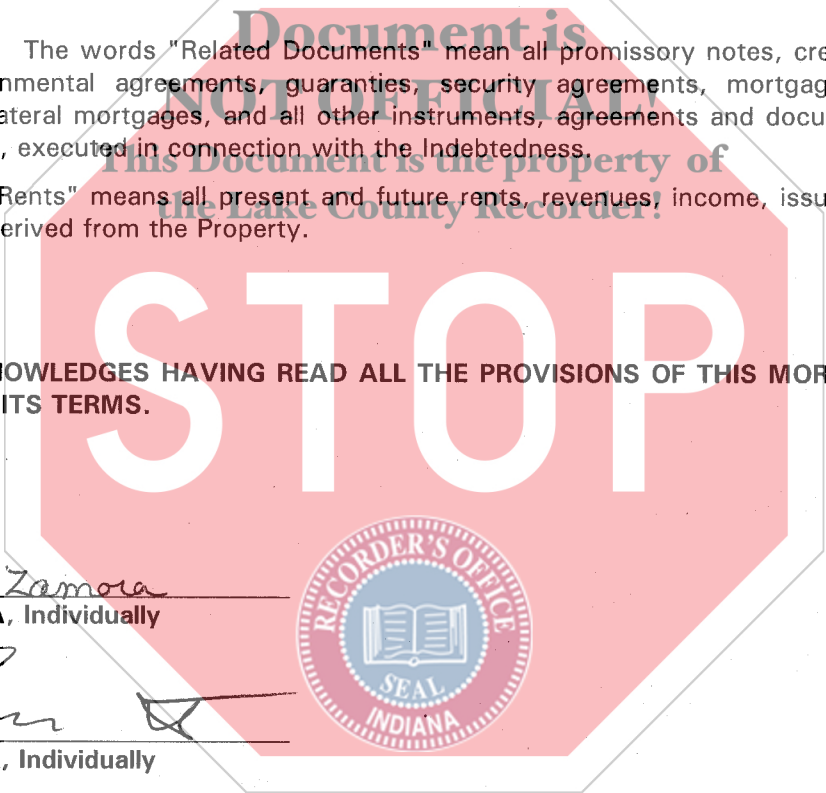 Document is
The words "Related Documents" mean all promissory notes, cre
nmental agreements, guaranties, security agreements, mortgag
NOT OFFICIAL!
ateral mortgages, and all other instruments, agreements and docu
, executed in connection with the Indebtedness.
This Document is the property of
Rents" means all present and future rents, revenues, income, issu
the Lake County Recorder!
erived from the Property.
STOP
NOWLEDGES HAVING READ ALL THE PROVISIONS OF THIS MOR
ITS TERMS.
RECORDER'S OFFICE
SEAL
INDIANA
Zamora
, Individually
, Individually